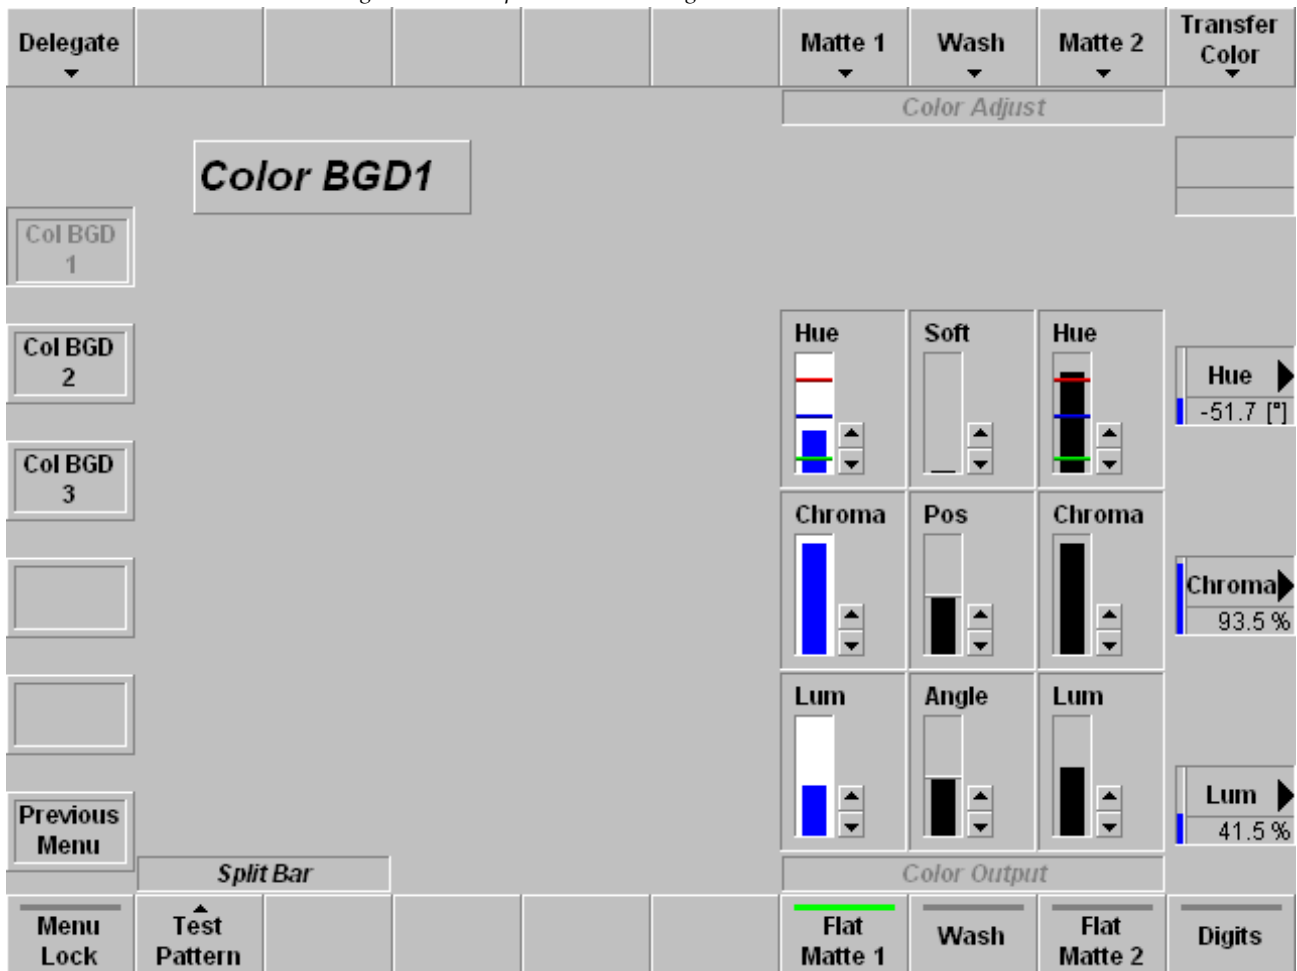 Delegate
Matte 1
Wash
Matte 2
Transfer
Color
Color Adjust
Color BGD1
Col BGD
1
Col BGD
2
Col BGD
3
Previous
Menu
Hue
Soft
Hue
Hue
-51.7 [°]
Chroma
Pos
Chroma
Chroma
93.5 %
Lum
Angle
Lum
Lum
41.5 %
Split Bar
Color Output
Menu
Lock
Test
Pattern
Flat
Matte 1
Wash
Flat
Matte 2
Digits